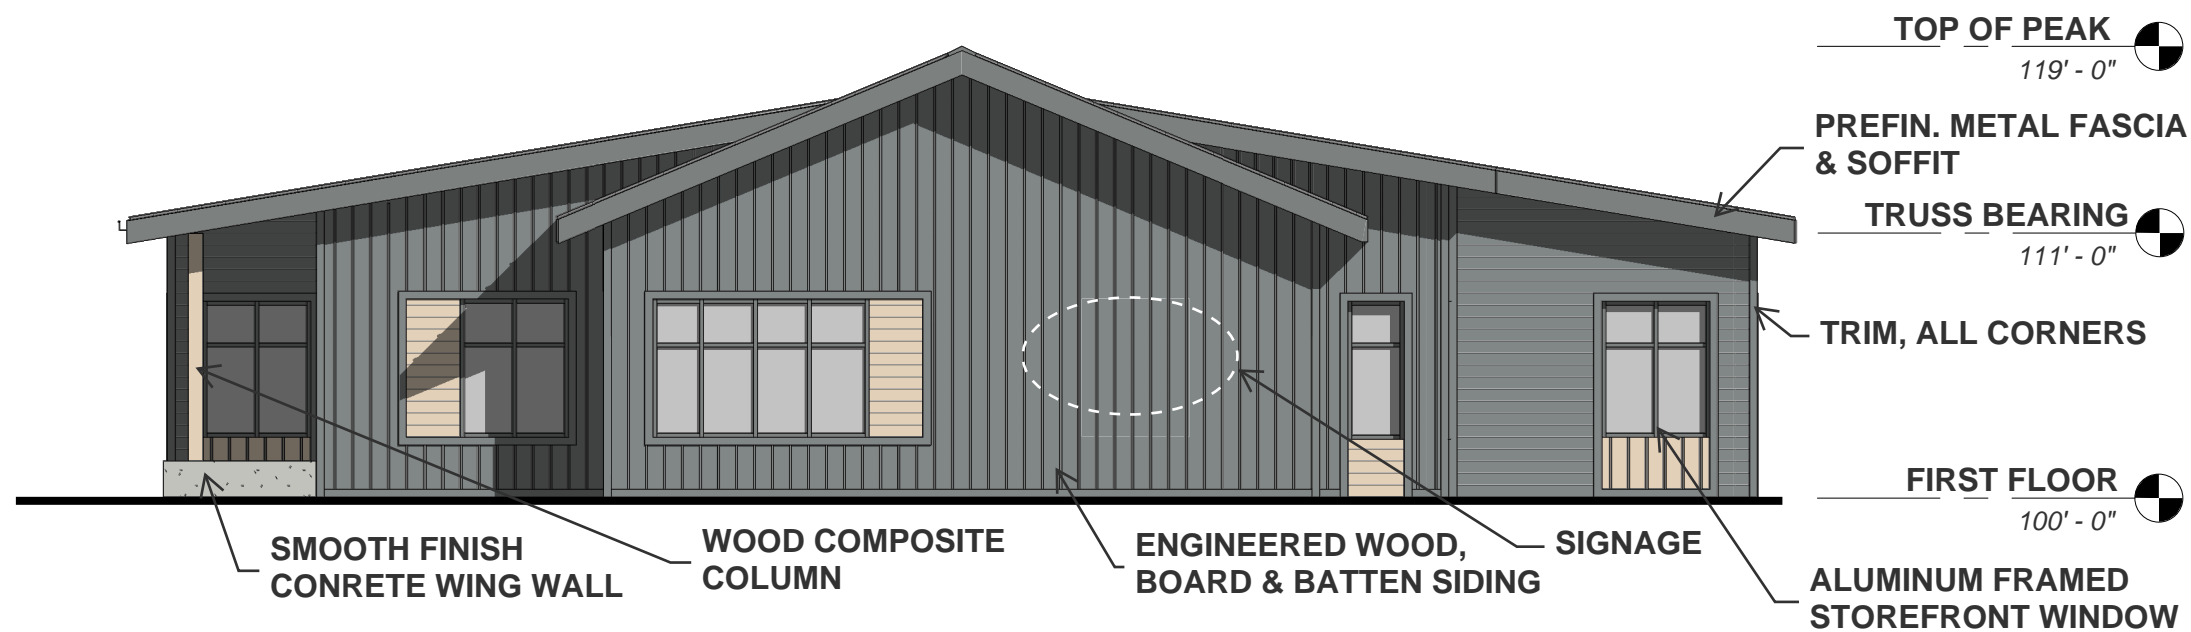 TOP OF PEAK
119' - 0"
PREFIN. METAL FASCIA
& SOFFIT
TRUSS BEARING
111' - 0"
TRIM, ALL CORNERS
FIRST FLOOR
100' - 0"
SMOOTH FINISH
CONRETE WING WALL
WOOD COMPOSITE
COLUMN
ENGINEERED WOOD,
BOARD & BATTEN SIDING
SIGNAGE
ALUMINUM FRAMED
STOREFRONT WINDOW